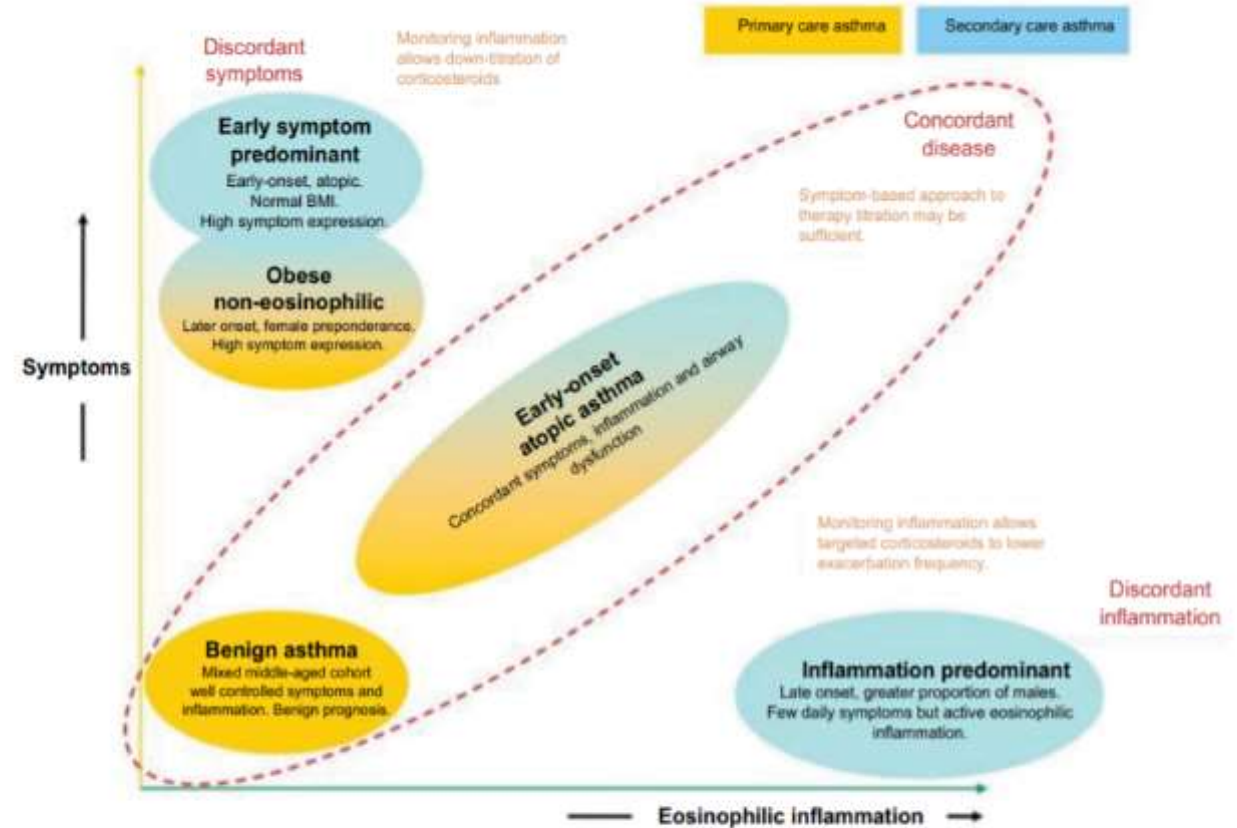 Primary care asthma
Secondary care asthma
Discordant
symptoms
Monitoring inflammation
allows down-titration of
corticosteroids
Early symptom
predominant
Early-onset, atopic.
Normal BMI.
High symptom expression.
Obese
non-eosinophilic
Later onset, female preponderance.
High symptom expression.
Symptoms
Concordant
disease
Symptom-based approach to
therapy titration may be
sufficient.
Early-onset
atopic asthma
Concordant symptoms, inflammation and airway
dysfunction
Monitoring inflammation allows
targeted corticosteroids to lower
exacerbation frequency.
Discordant
inflammation
Benign asthma
Mixed middle-aged cohort
well controlled symptoms and
inflammation. Benign prognosis.
Inflammation predominant
Late onset, greater proportion of males.
Few daily symptoms but active eosinophilic
inflammation.
Eosinophilic inflammation